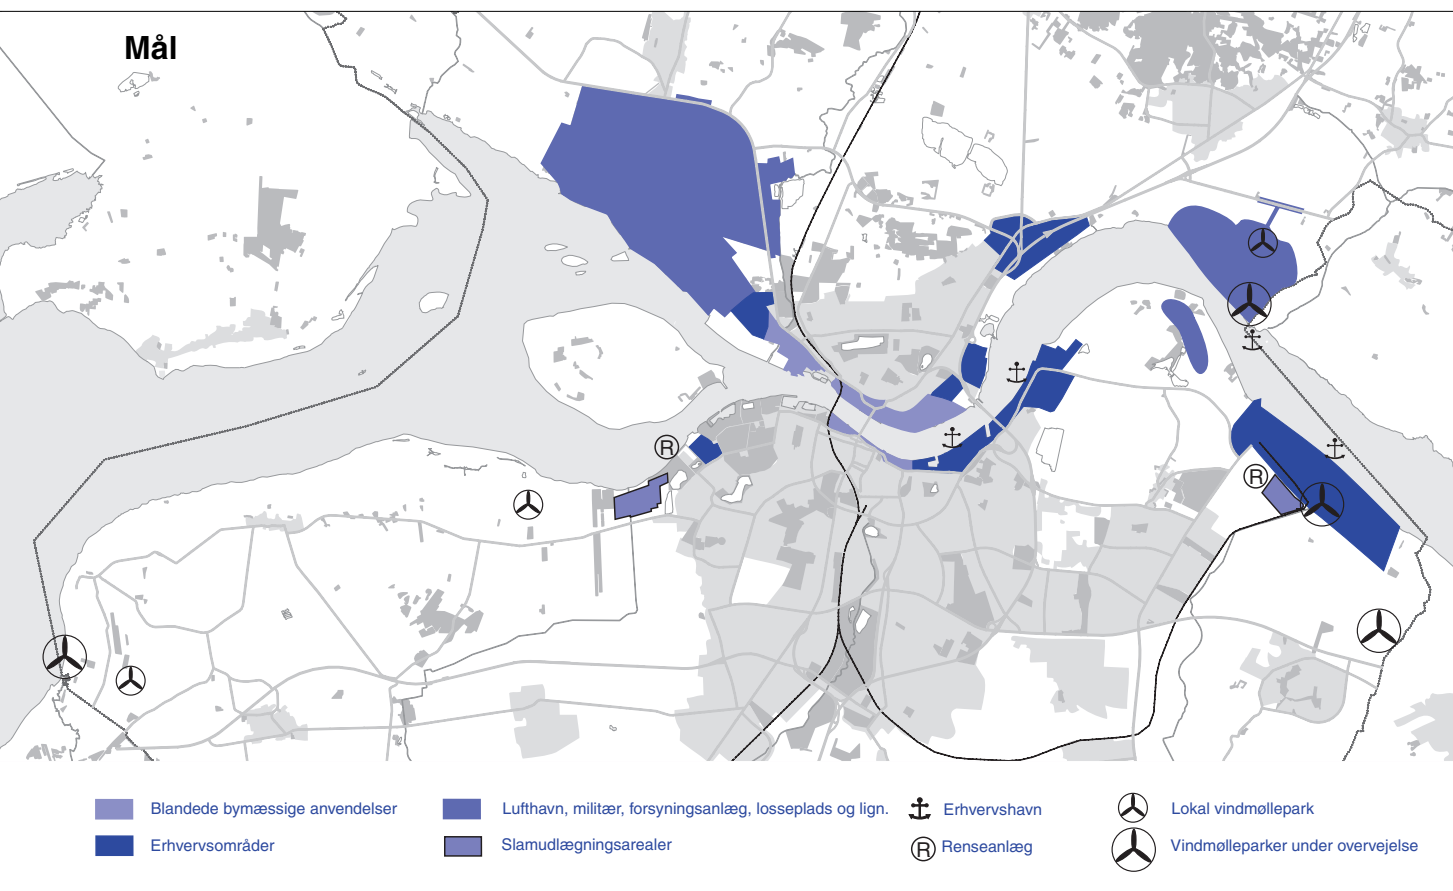 Mål
R
R
Blandede bymæssige anvendelser
Lufthavn, militær, forsyningsanlæg, losseplads og lign.
Erhvervshavn
Lokal vindmøllepark
Erhvervsområder
Slamudlægningsarealer
R Renseanlæg
Vindmølleparker under overvejelse